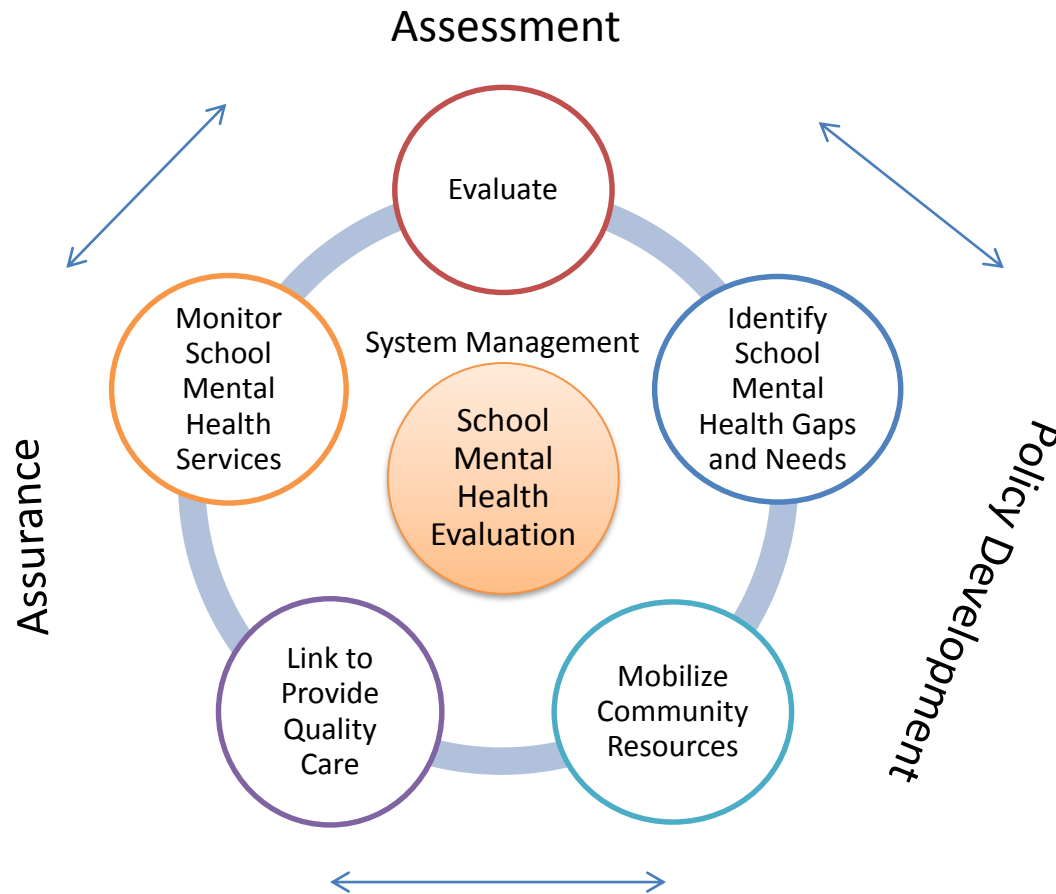 Assessment
Evaluate
Monitor
School
Mental
Health
Services
System Management
Identify
School
Mental
Health Gaps
and Needs
School
Mental
Health
Evaluation
Assurance
Policy Development
Link to
Provide
Quality
Care
Mobilize
Community
Resources